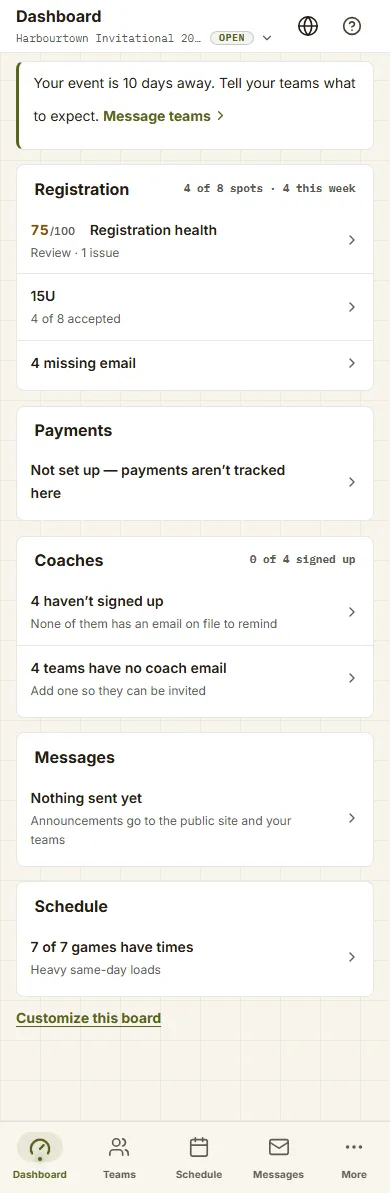 Dashboard
Harbourtown Invitational 20… OPEN
Your event is 10 days away. Tell your teams what
to expect. Message teams
Registration 4 of 8 spots · 4 this week
75/100 Registration health
Review · 1 issue
15U
4 of 8 accepted
4 missing email
Payments
Not set up — payments aren’t tracked
here
Coaches 0 of 4 signed up
4 haven’t signed up
None of them has an email on file to remind
4 teams have no coach email
Add one so they can be invited
Messages
Nothing sent yet
Announcements go to the public site and your
teams
Schedule
7 of 7 games have times
Heavy same-day loads
Customize this board
Dashboard Teams Schedule Messages More